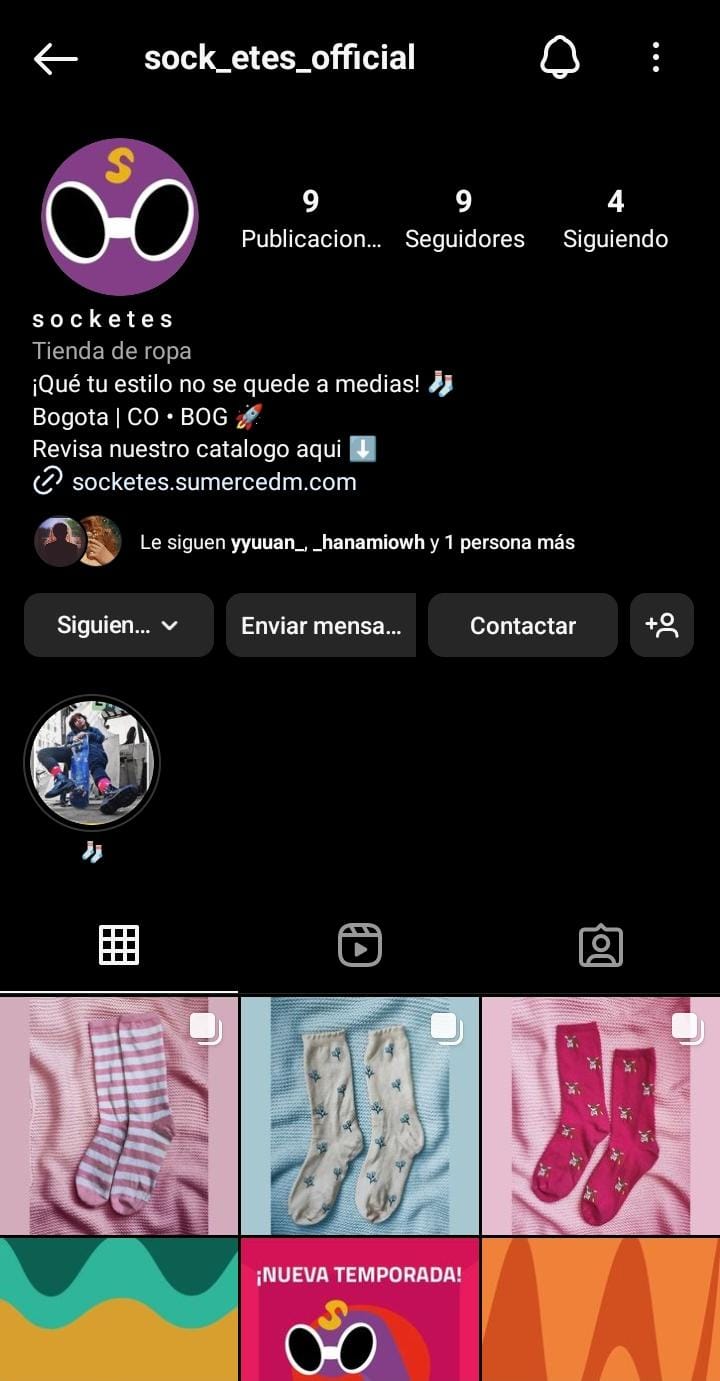 sock_etes_official
S
9
9
4
Publicacion...
Seguidores
Siguiendo
socketes
Tienda de ropa
¡Qué tu estilo no se quede a medias! 🧦
Bogota | CO • BOG 🚀
Revisa nuestro catalogo aqui ⬇️
socketes.sumercedm.com
Le siguen yyuuan_, _hanamiowh y 1 persona más
Siguien...
Enviar mensa...
Contactar
🧦
¡NUEVA TEMPORADA!
S